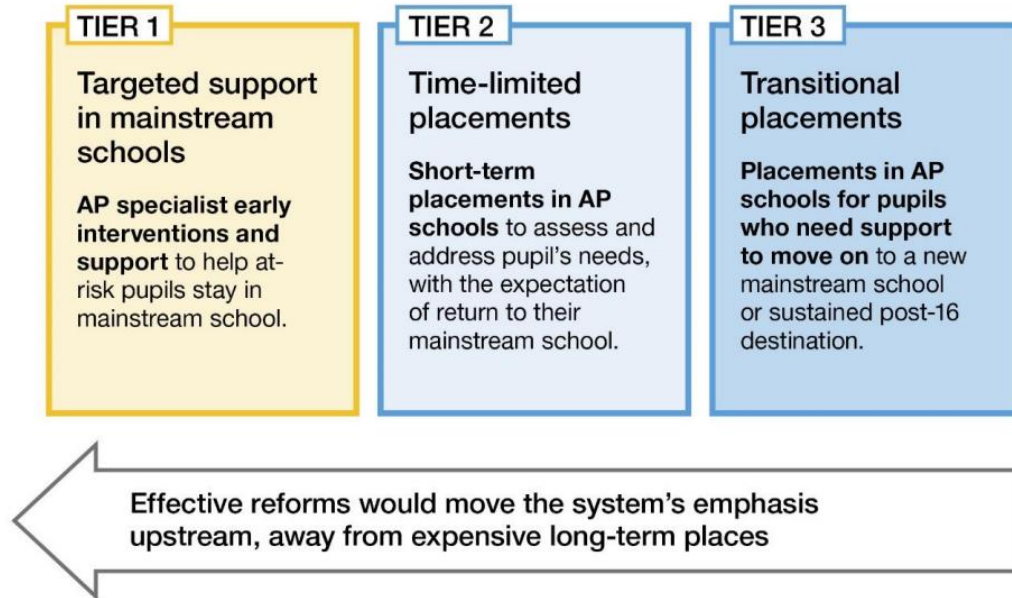 TIER 1
Targeted support
in mainstream
schools
AP specialist early
interventions and
support to help at-
risk pupils stay in
mainstream school.
TIER 2
Time-limited
placements
Short-term
placements in AP
schools to assess and
address pupil's needs,
with the expectation
of return to their
mainstream school.
TIER 3
Transitional
placements
Placements in AP
schools for pupils
who need support
to move on to a new
mainstream school
or sustained post-16
destination.
Effective reforms would move the system's emphasis
upstream, away from expensive long-term places